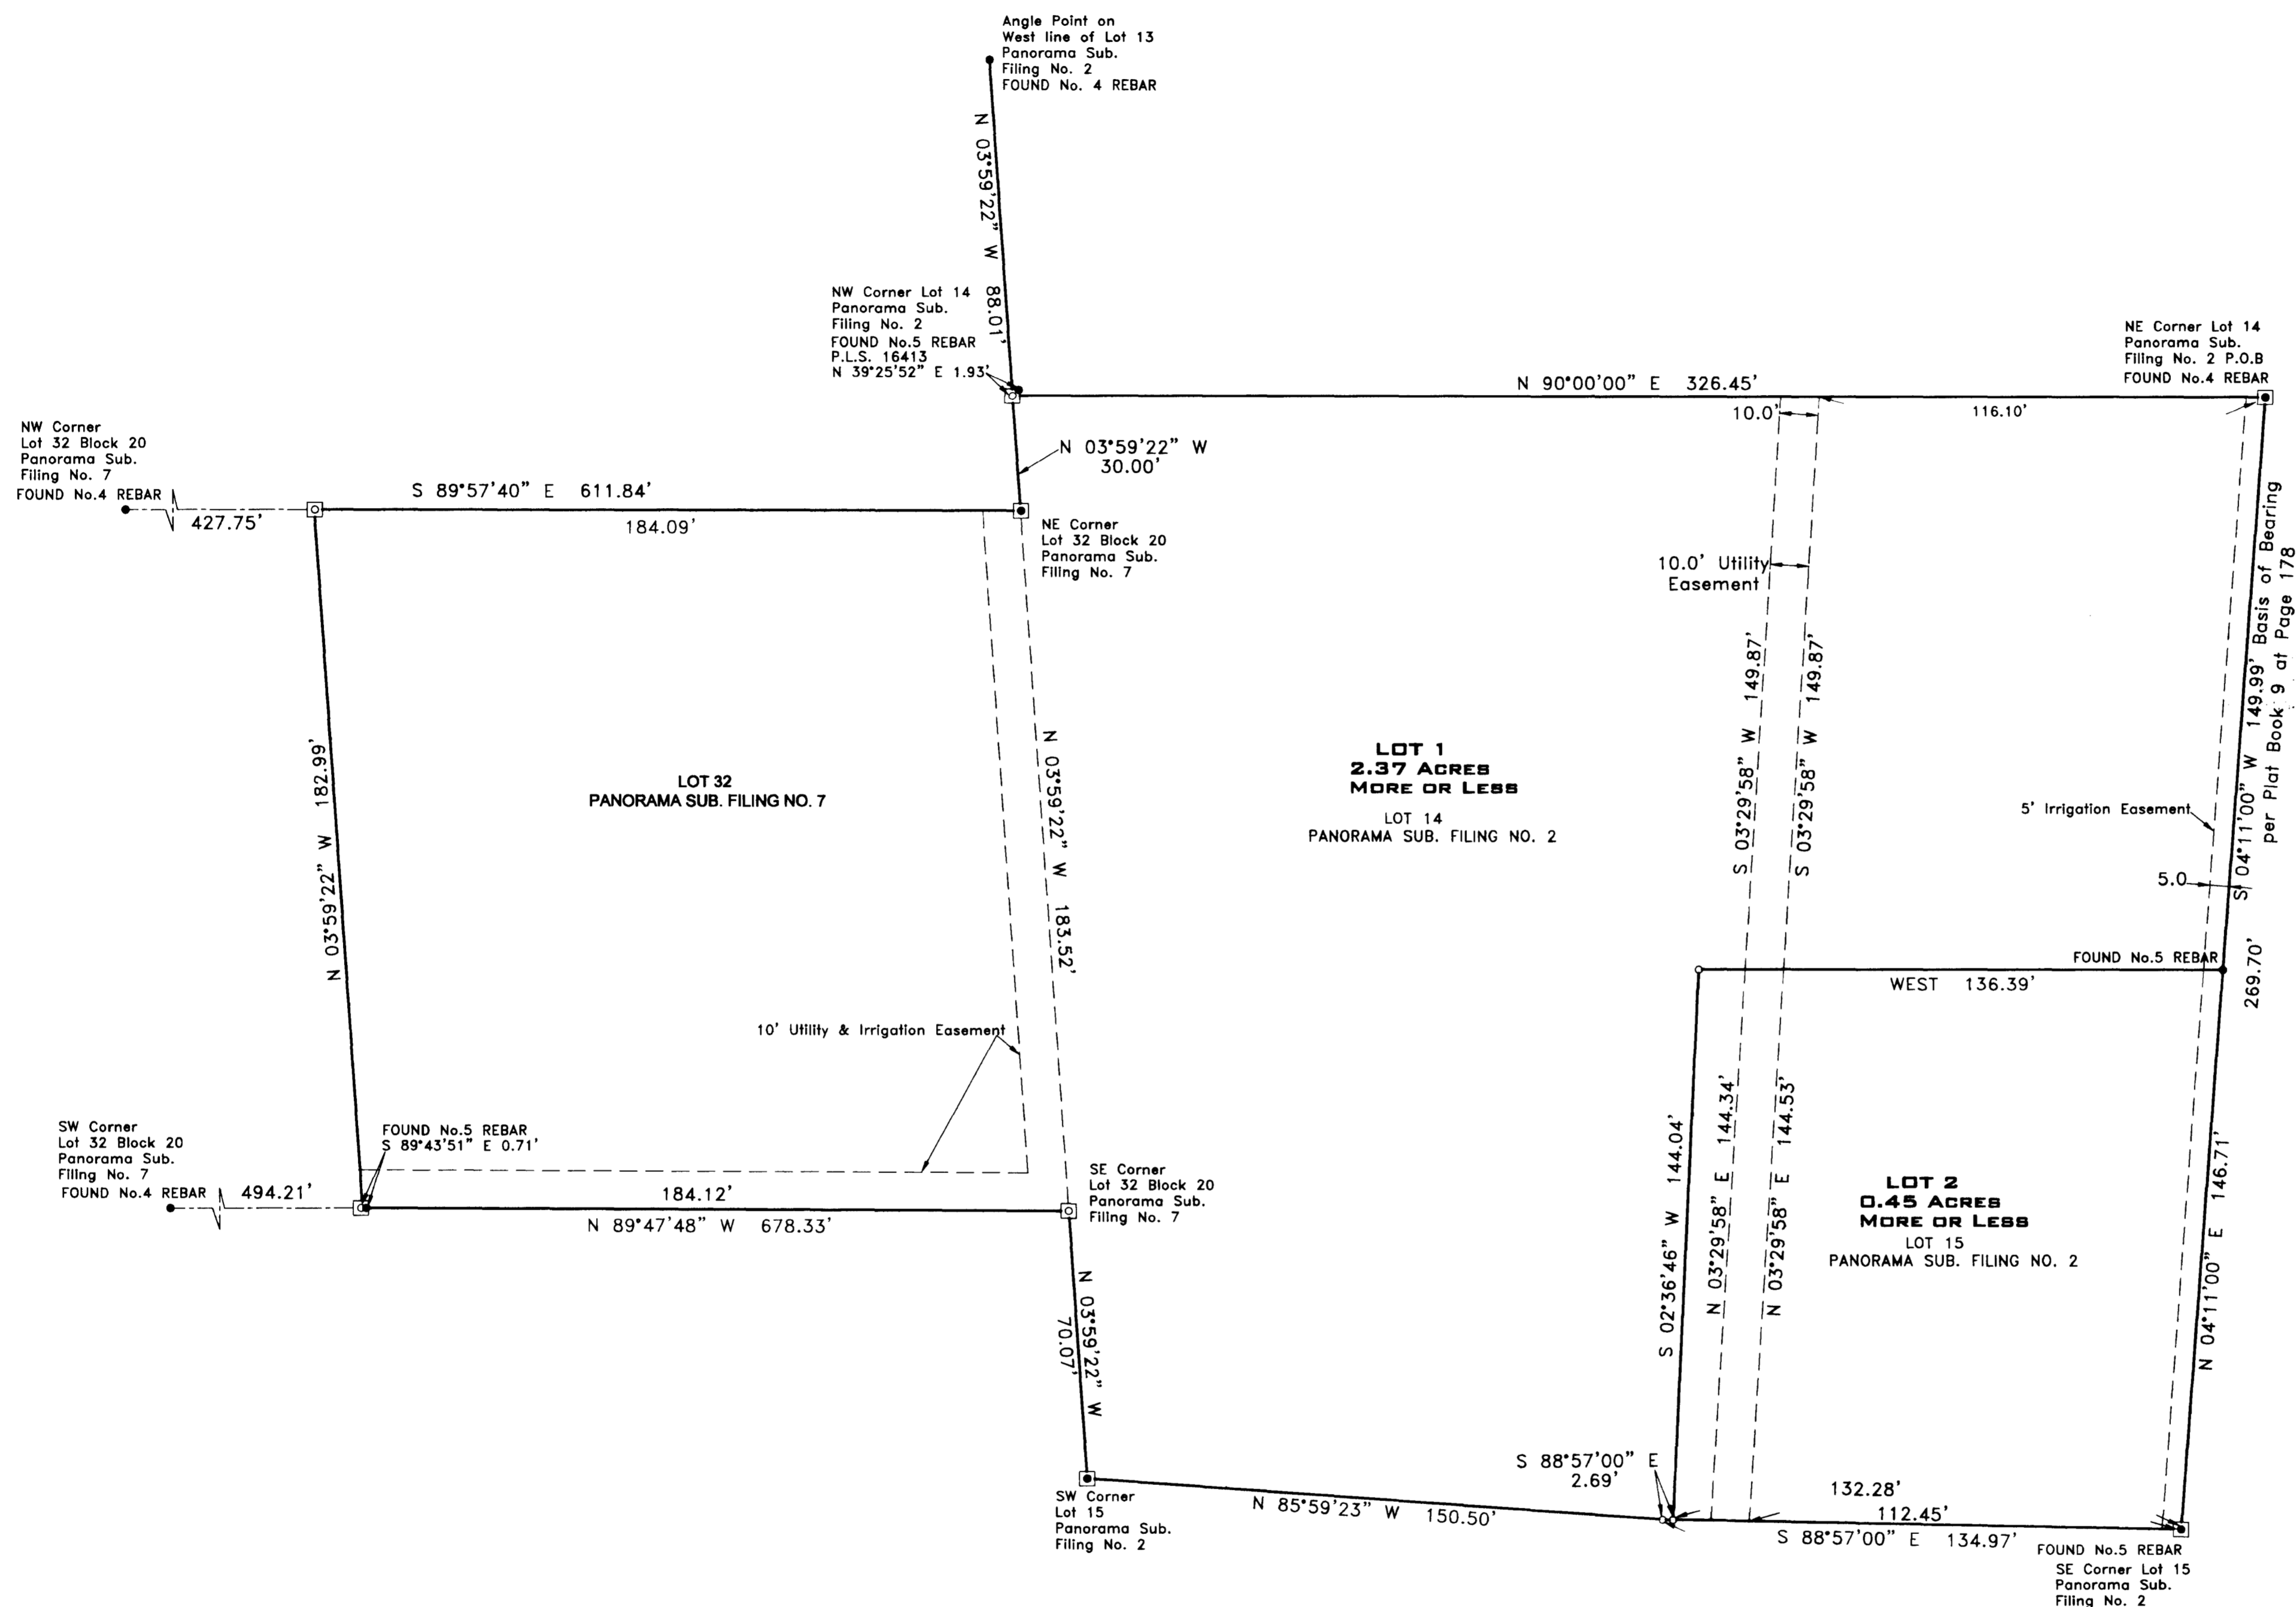 Angle Point on
West line of Lot 13
Panorama Sub.
Filing No. 2
FOUND No. 4 REBAR
N 03°59'22" W 88.01'
NW Corner Lot 14
Panorama Sub.
Filing No. 2
FOUND No.5 REBAR
P.L.S. 16413
N 39°25'52" E 1.93'
NE Corner Lot 14
Panorama Sub.
Filing No. 2 P.O.B
FOUND No.4 REBAR
N 90°00'00" E 326.45'
10.0'
116.10'
NW Corner
Lot 32 Block 20
Panorama Sub.
Filing No. 7
FOUND No.4 REBAR
427.75'
S 89°57'40" E 611.84'
184.09'
N 03°59'22" W
30.00'
NE Corner
Lot 32 Block 20
Panorama Sub.
Filing No. 7
10.0' Utility
Easement
S 03°29'58" W 149.87'
S 03°29'58" W 149.87'
S 04°11'00" W 149.99' Basis of Bearing
per Plat Book 9 at Page 178
N 03°59'22" W 182.99'
LOT 32
PANORAMA SUB. FILING NO. 7
N 03°59'22" W 183.52'
LOT 1
2.37 ACRES
MORE OR LESS
LOT 14
PANORAMA SUB. FILING NO. 2
5' Irrigation Easement
5.0
269.70'
FOUND No.5 REBAR
WEST 136.39'
10' Utility & Irrigation Easement
SW Corner
Lot 32 Block 20
Panorama Sub.
Filing No. 7
FOUND No.4 REBAR
494.21'
FOUND No.5 REBAR
S 89°43'51" E 0.71'
184.12'
N 89°47'48" W 678.33'
SE Corner
Lot 32 Block 20
Panorama Sub.
Filing No. 7
S 02°36'46" W 144.04'
N 03°29'58" E 144.34'
N 03°29'58" E 144.53'
LOT 2
0.45 ACRES
MORE OR LESS
LOT 15
PANORAMA SUB. FILING NO. 2
N 04°11'00" E 146.71'
N 03°59'22" W
70.07'
SW Corner
Lot 15
Panorama Sub.
Filing No. 2
N 85°59'23" W 150.50'
S 88°57'00" E
2.69'
132.28'
112.45'
S 88°57'00" E 134.97'
FOUND No.5 REBAR
SE Corner Lot 15
Panorama Sub.
Filing No. 2